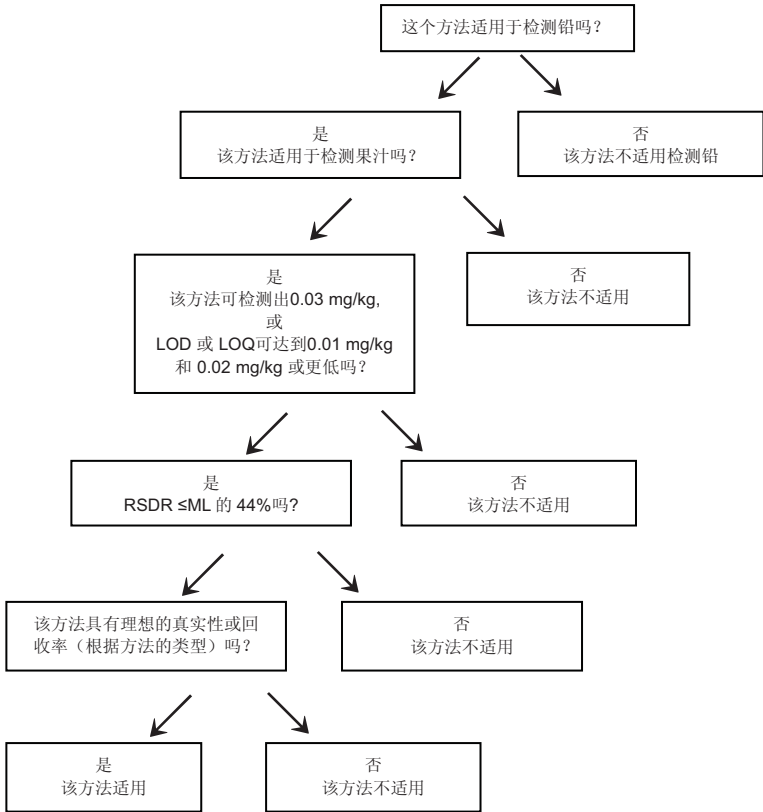 这个方法适用于检测铅吗？
是
该方法适用于检测果汁吗？
否
该方法不适用检测铅
是
该方法可检测出0.03 mg/kg,
或
LOD 或 LOQ可达到0.01 mg/kg
和 0.02 mg/kg 或更低吗？
否
该方法不适用
是
RSDR ≤ML 的 44%吗?
否
该方法不适用
该方法具有理想的真实性或回
收率（根据方法的类型）吗？
否
该方法不适用
是
该方法适用
否
该方法不适用